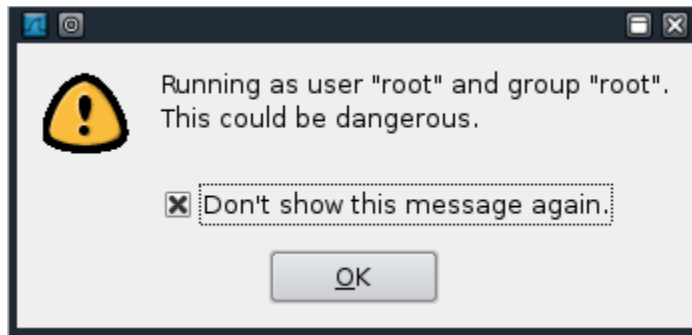 Running as user "root" and group "root".
This could be dangerous.
Don't show this message again.
OK